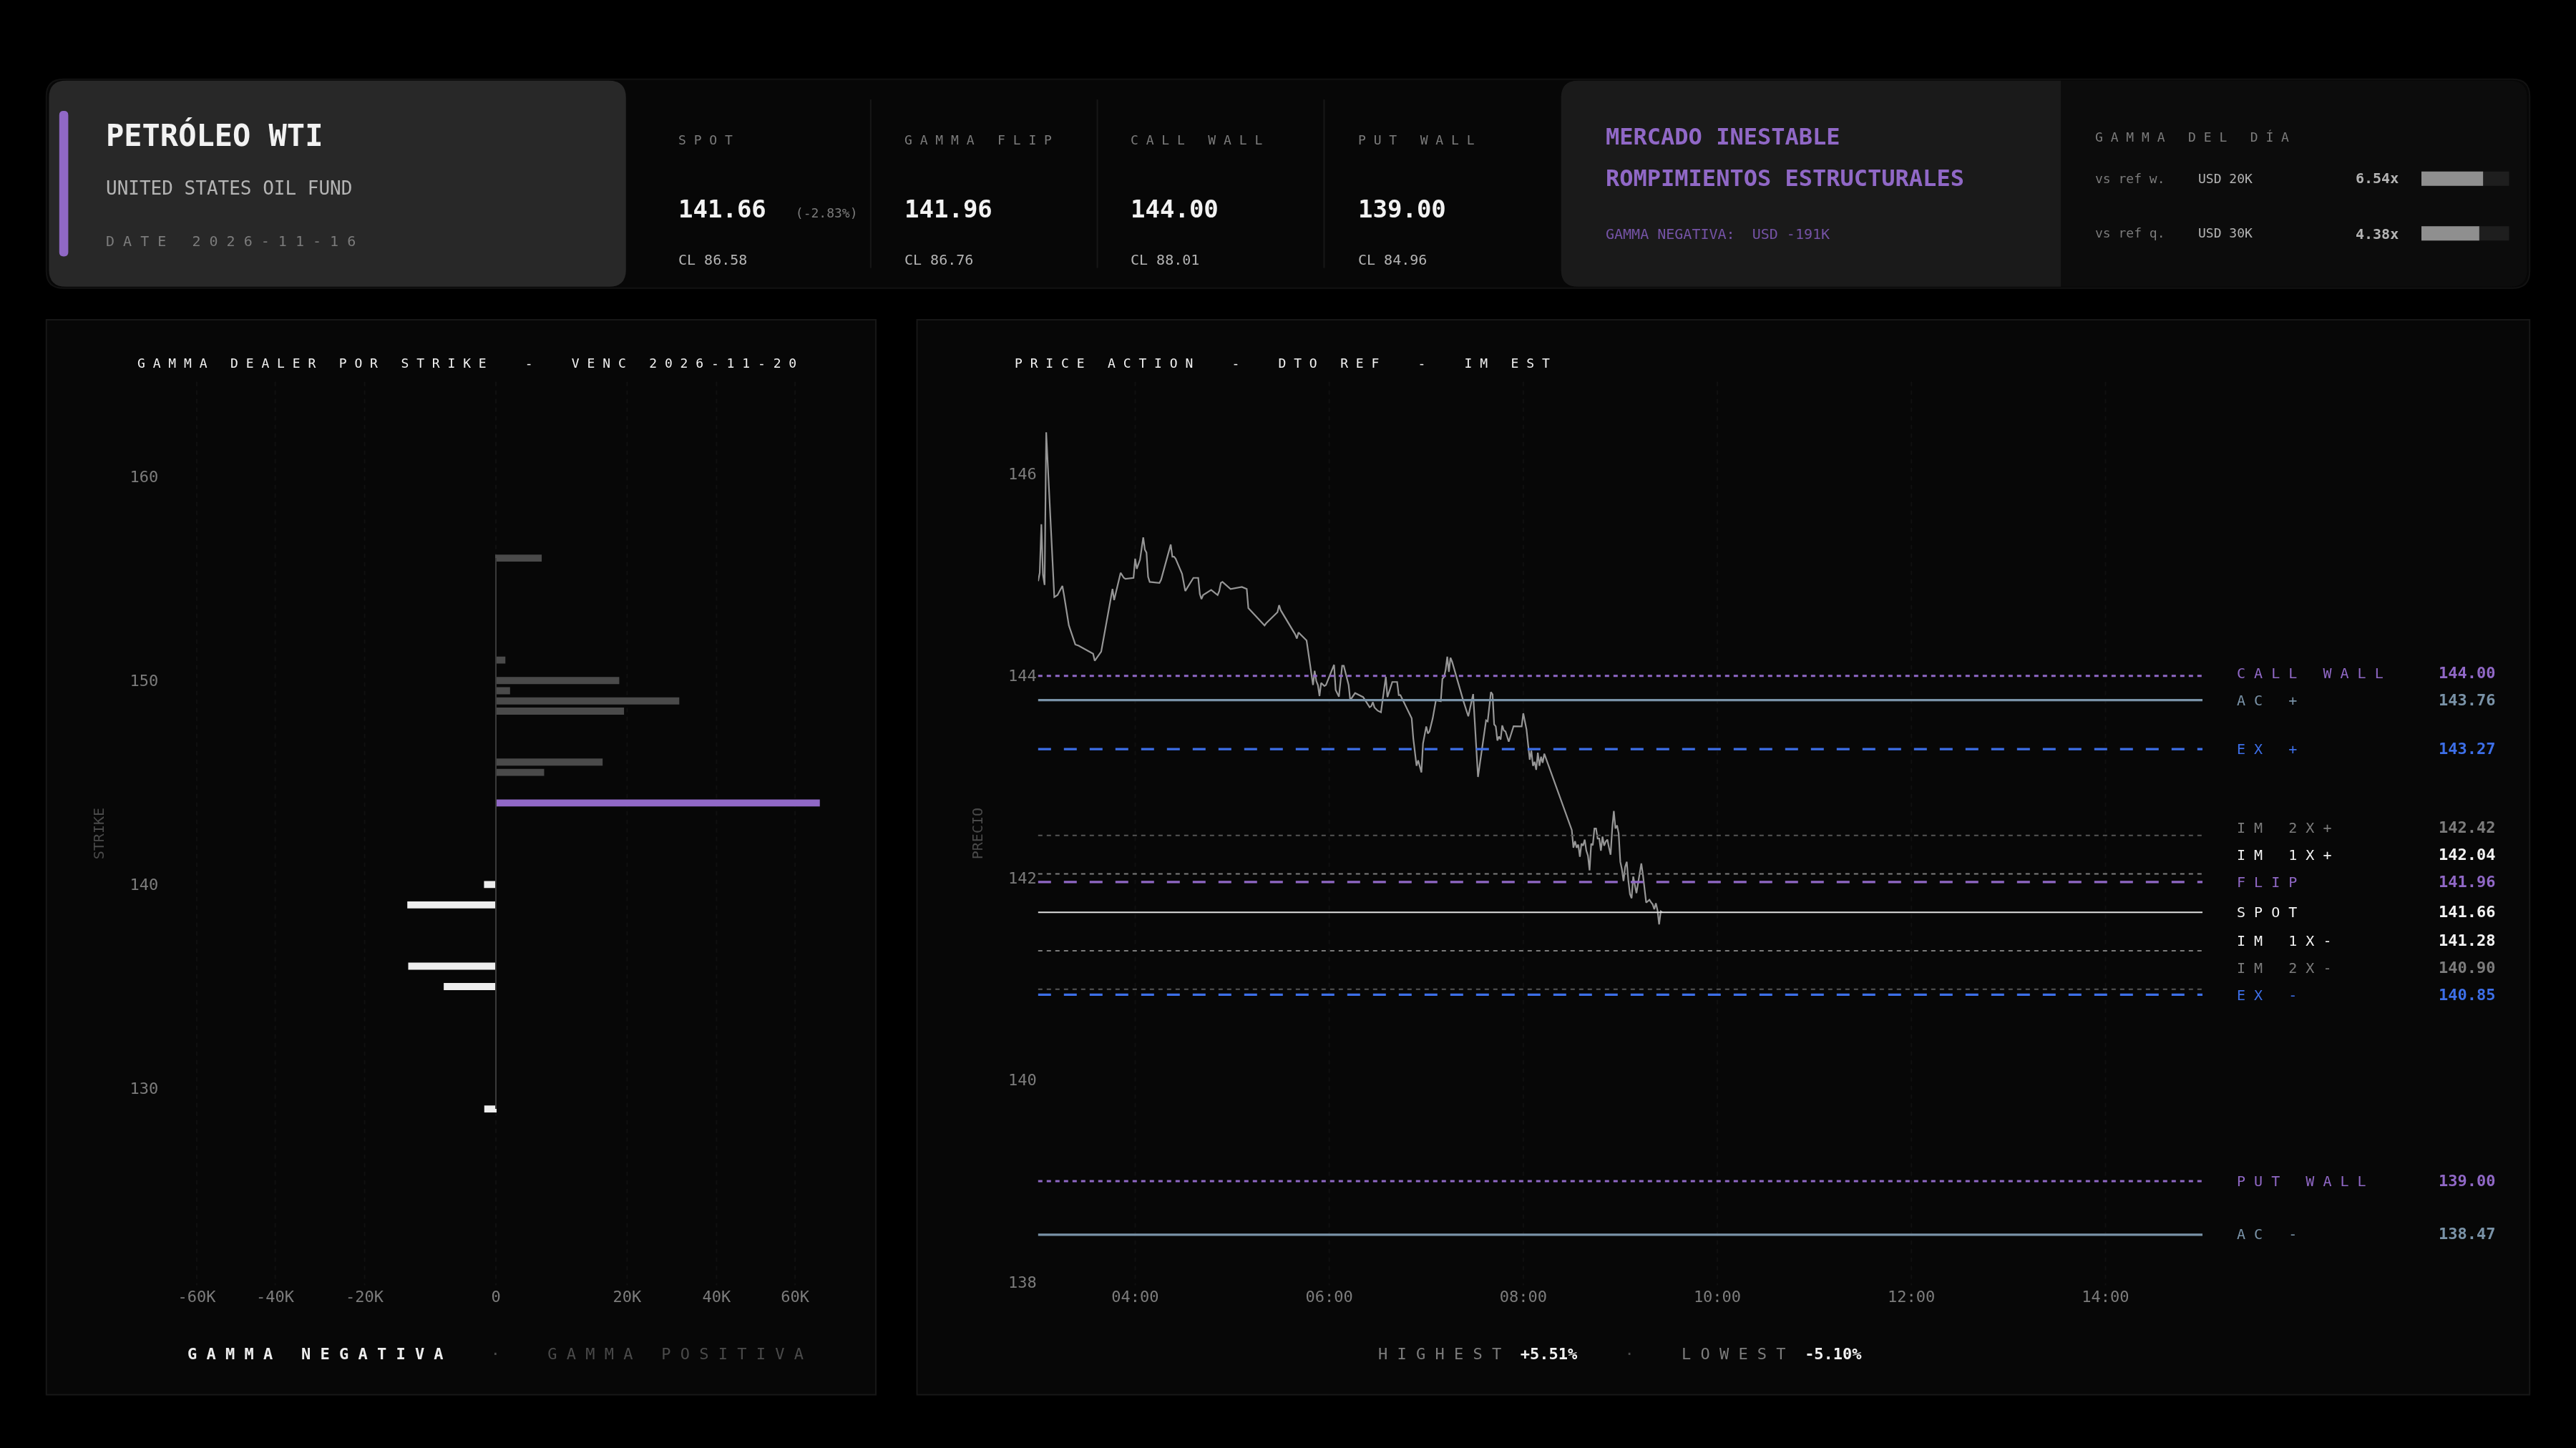 PETRÓLEO WTI
UNITED STATES OIL FUND
DATE 2026-11-16
SPOT
141.66 (-2.83%)
CL 86.58
GAMMA FLIP
141.96
CL 86.76
CALL WALL
144.00
CL 88.01
PUT WALL
139.00
CL 84.96
MERCADO INESTABLE
ROMPIMIENTOS ESTRUCTURALES
GAMMA NEGATIVA: USD -191K
GAMMA DEL DÍA
vs ref w. USD 20K 6.54x
vs ref q. USD 30K 4.38x
GAMMA DEALER POR STRIKE - VENC 2026-11-20
STRIKE
160
150
140
130
-60K -40K -20K 0 20K 40K 60K
GAMMA NEGATIVA · GAMMA POSITIVA
PRICE ACTION - DTO REF - IM EST
PRECIO
146
144
142
140
138
04:00 06:00 08:00 10:00 12:00 14:00
CALL WALL 144.00
AC + 143.76
EX + 143.27
IM 2X+ 142.42
IM 1X+ 142.04
FLIP 141.96
SPOT 141.66
IM 1X- 141.28
IM 2X- 140.90
EX - 140.85
PUT WALL 139.00
AC - 138.47
HIGHEST +5.51% · LOWEST -5.10%